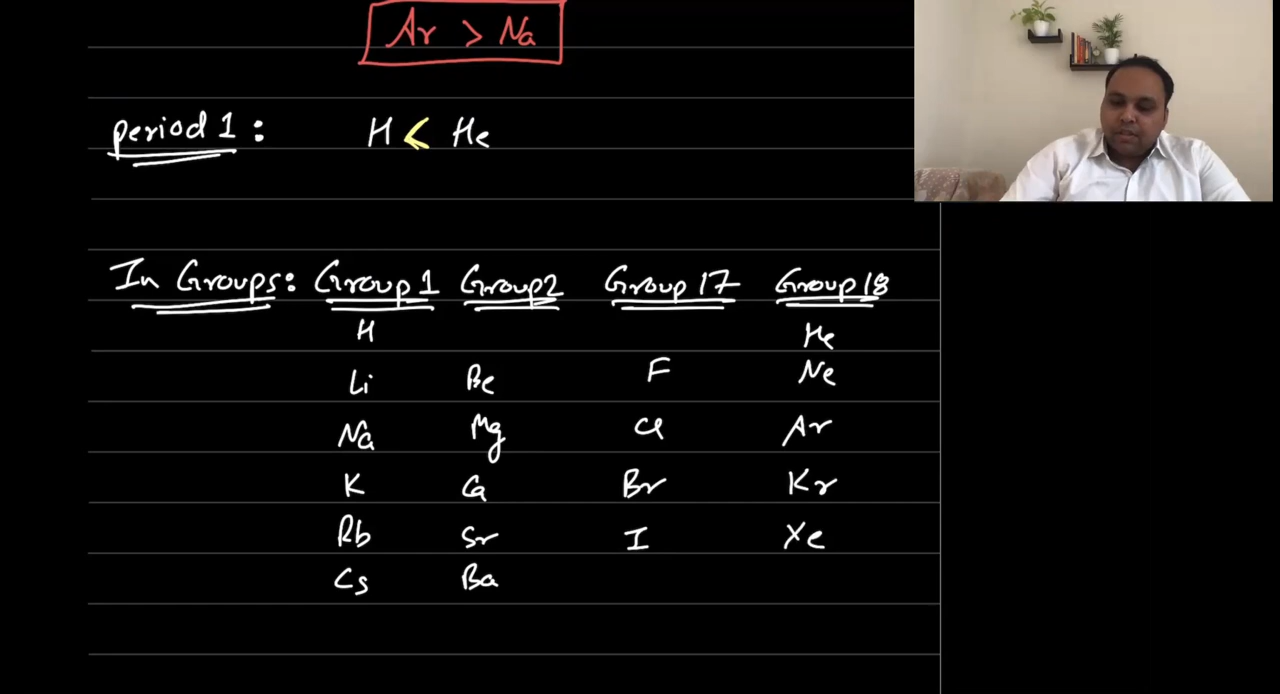 Ar > Na
period 1 : H < He
In Groups: Group 1 Group 2 Group 17 Group 18
H He
Li Be F Ne
Na Mg Cl Ar
K Ca Br Kr
Rb Sr I Xe
Cs Ba